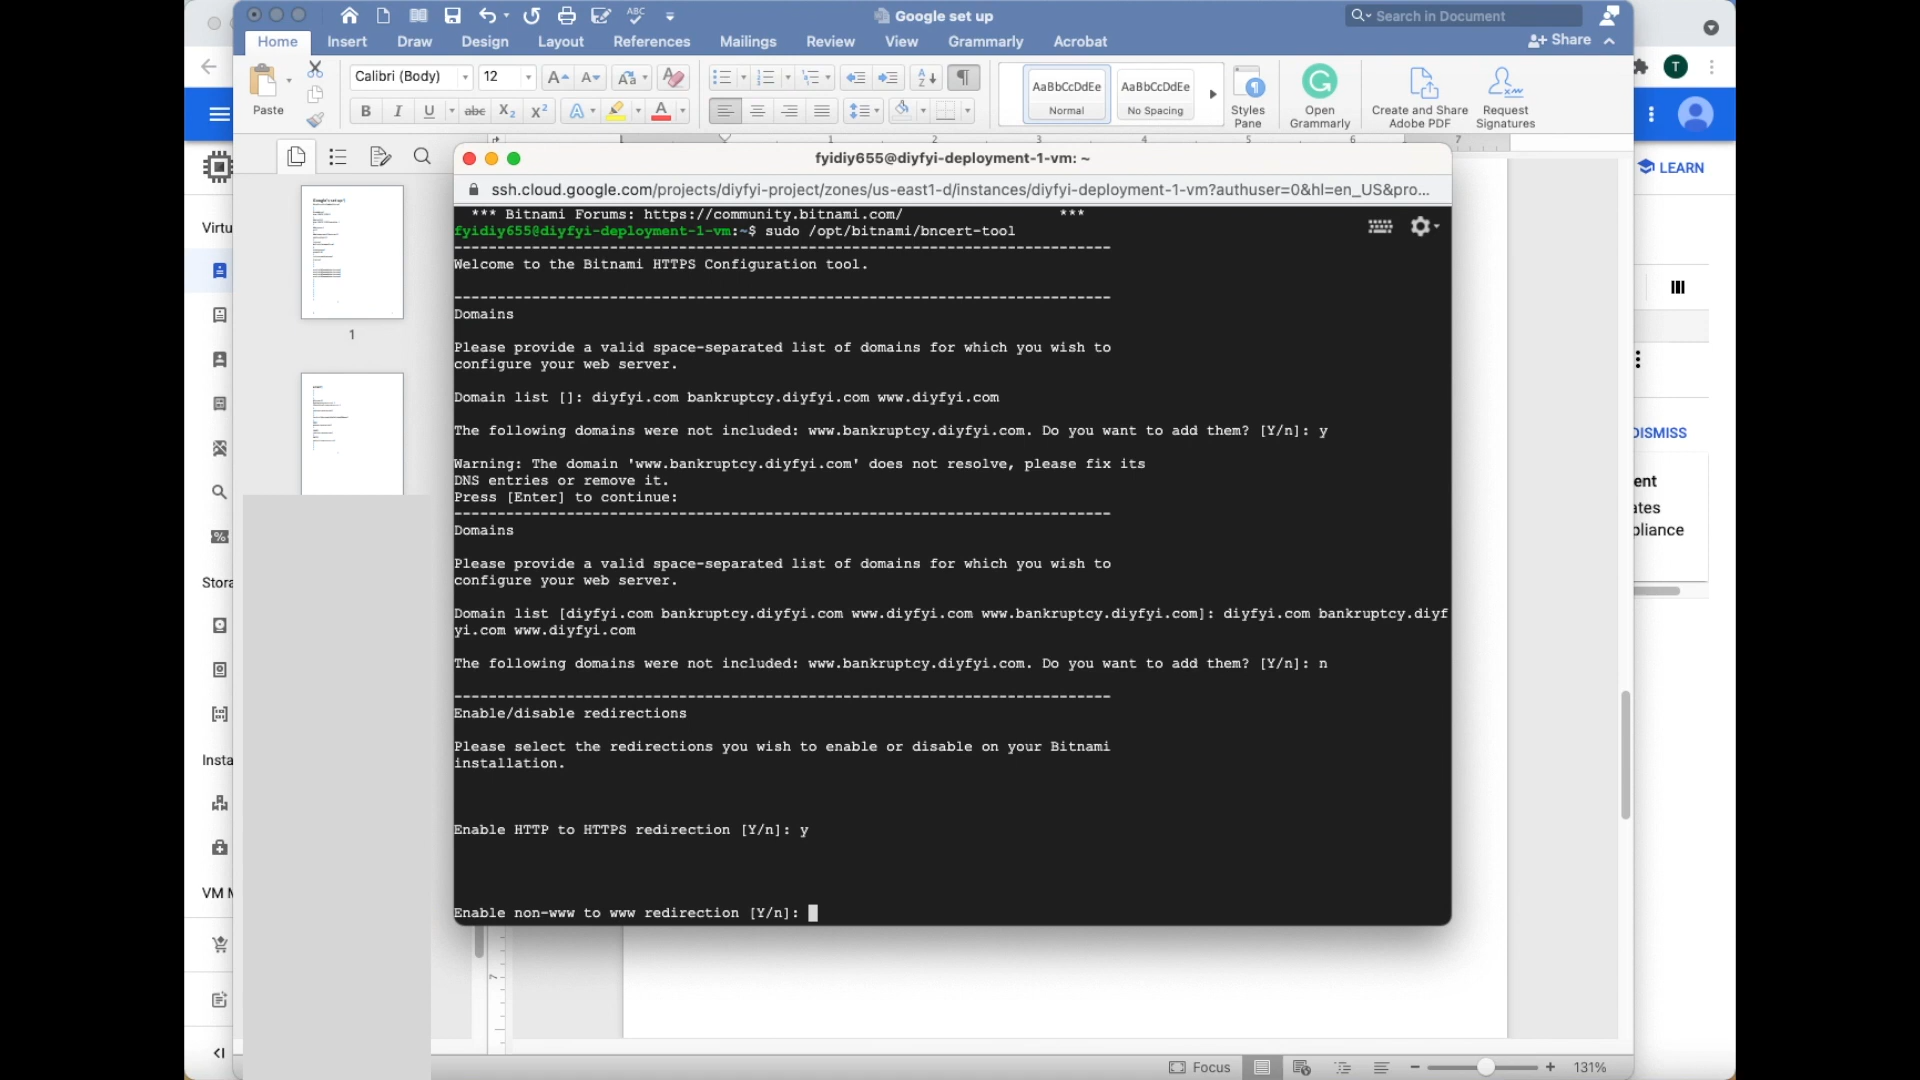 Google set up
Search in Document
Home Insert Draw Design Layout References Mailings Review View Grammarly Acrobat
Share
Paste
Calibri (Body) 12
AaBbCcDdEe AaBbCcDdEe
Normal No Spacing
Styles Pane
Open Grammarly
Create and Share Adobe PDF
Request Signatures
T
LEARN
fyidiy655@diyfyi-deployment-1-vm: ~
ssh.cloud.google.com/projects/diyfyi-project/zones/us-east1-d/instances/diyfyi-deployment-1-vm?authuser=0&hl=en_US&pro...
*** Bitnami Forums: https://community.bitnami.com/ ***
fyidiy655@diyfyi-deployment-1-vm:~$ sudo /opt/bitnami/bncert-tool
----------------------------------------------------------------------------
Welcome to the Bitnami HTTPS Configuration tool.
----------------------------------------------------------------------------
Domains
Please provide a valid space-separated list of domains for which you wish to
configure your web server.
Domain list []: diyfyi.com bankruptcy.diyfyi.com www.diyfyi.com
The following domains were not included: www.bankruptcy.diyfyi.com. Do you want to add them? [Y/n]: y
Warning: The domain 'www.bankruptcy.diyfyi.com' does not resolve, please fix its
DNS entries or remove it.
Press [Enter] to continue:
----------------------------------------------------------------------------
Domains
Please provide a valid space-separated list of domains for which you wish to
configure your web server.
Domain list [diyfyi.com bankruptcy.diyfyi.com www.diyfyi.com www.bankruptcy.diyfyi.com]: diyfyi.com bankruptcy.diyf
yi.com www.diyfyi.com
The following domains were not included: www.bankruptcy.diyfyi.com. Do you want to add them? [Y/n]: n
----------------------------------------------------------------------------
Enable/disable redirections
Please select the redirections you wish to enable or disable on your Bitnami
installation.
Enable HTTP to HTTPS redirection [Y/n]: y
Enable non-www to www redirection [Y/n]:
Virtu
1
Stora
Insta
VM M
DISMISS
ent
ates
pliance
Focus
131%